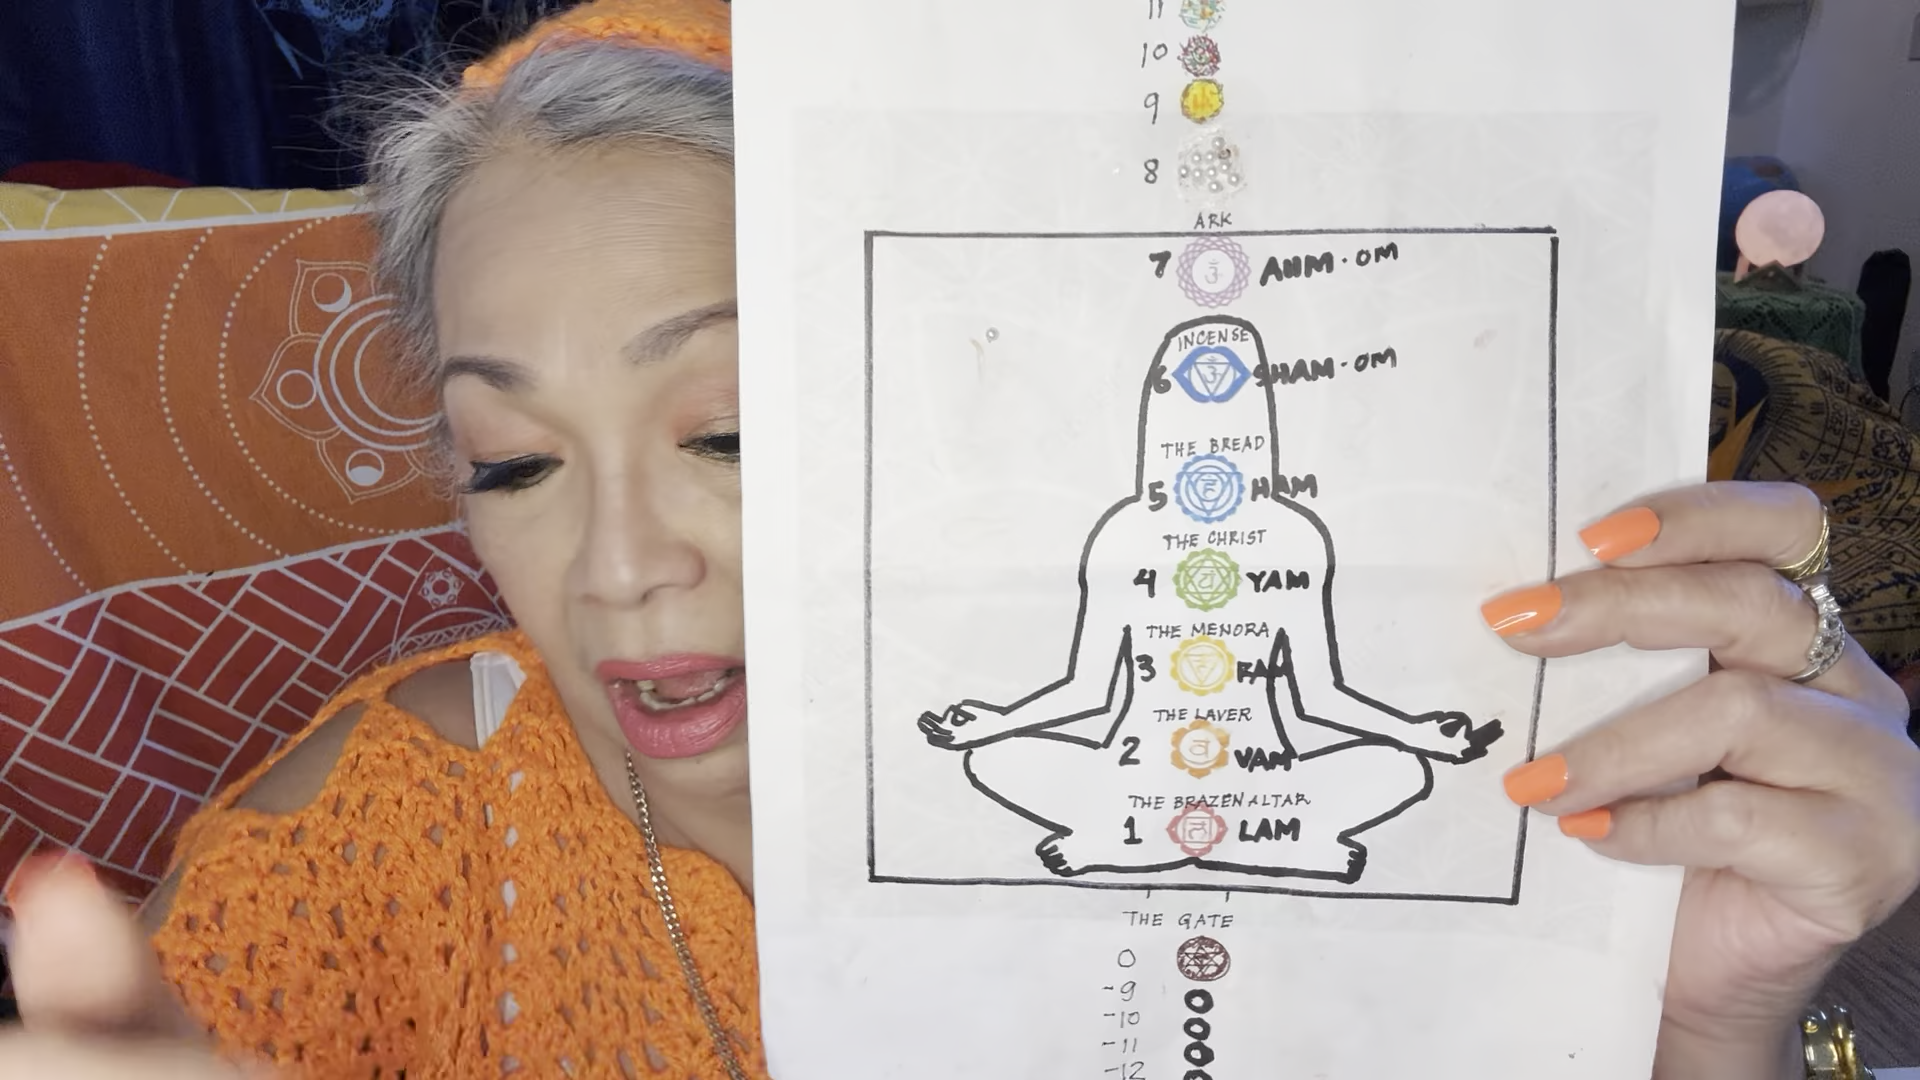 11
10
9
8
ARK
7 AHM·OM
INCENSE
6 SHAM·OM
THE BREAD
5 HAM
THE CHRIST
4 YAM
THE MENORA
3
THE LAVER
2 VAM
THE BRAZEN ALTAR
1 LAM
THE GATE
0
-9
-10
-11
-12